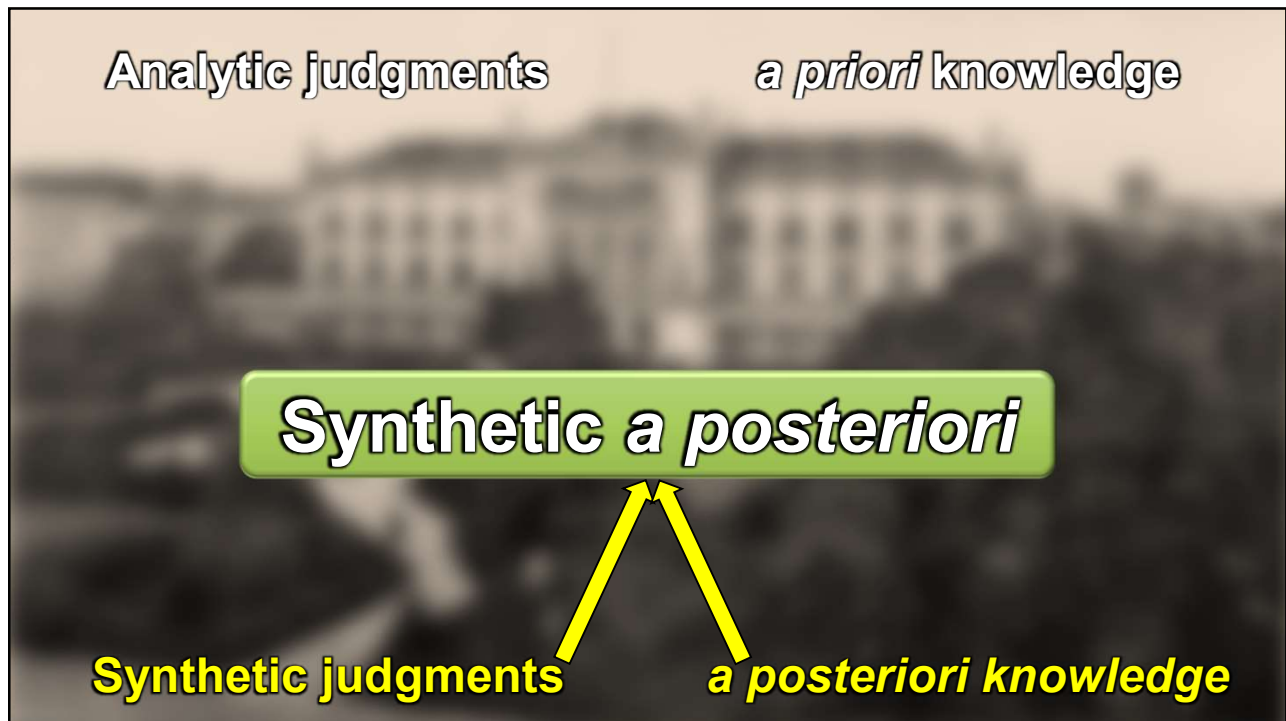 Analytic judgments
a priori knowledge
Synthetic a posteriori
Synthetic judgments
a posteriori knowledge